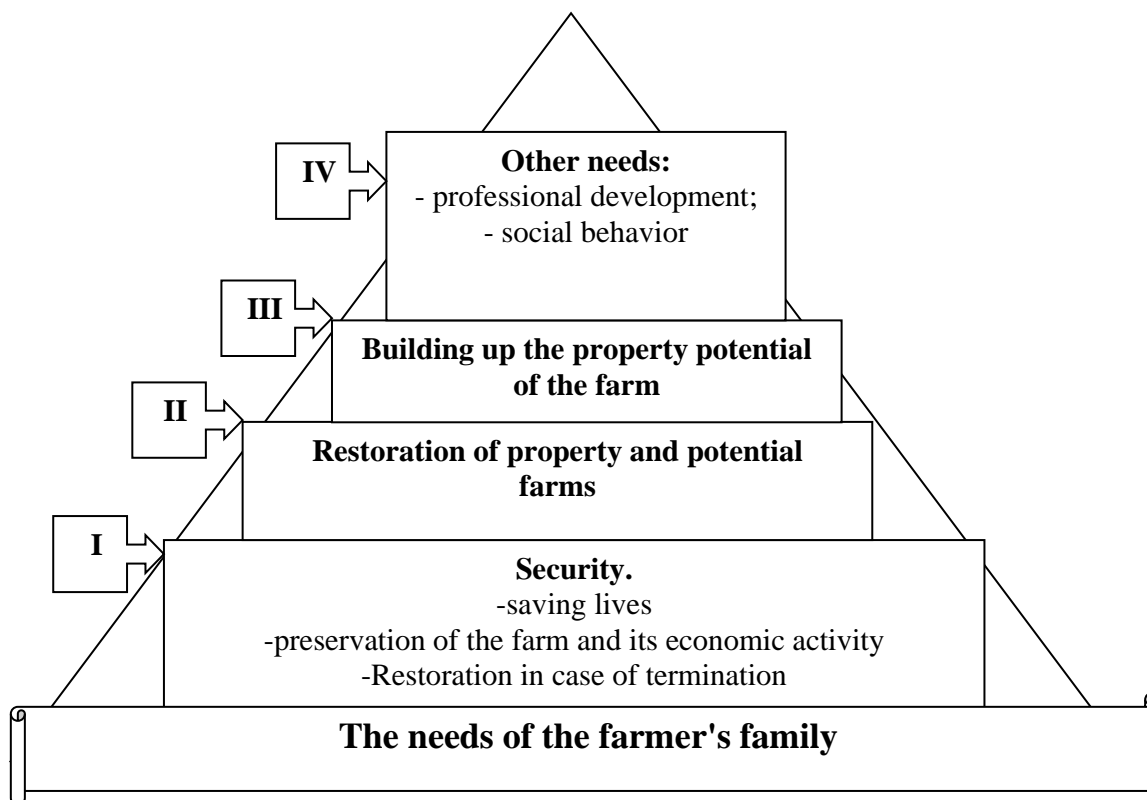 IV
Other needs:
- professional development;
- social behavior
III
Building up the property potential
of the farm
II
Restoration of property and potential
farms
I
Security.
-saving lives
-preservation of the farm and its economic activity
-Restoration in case of termination
The needs of the farmer's family